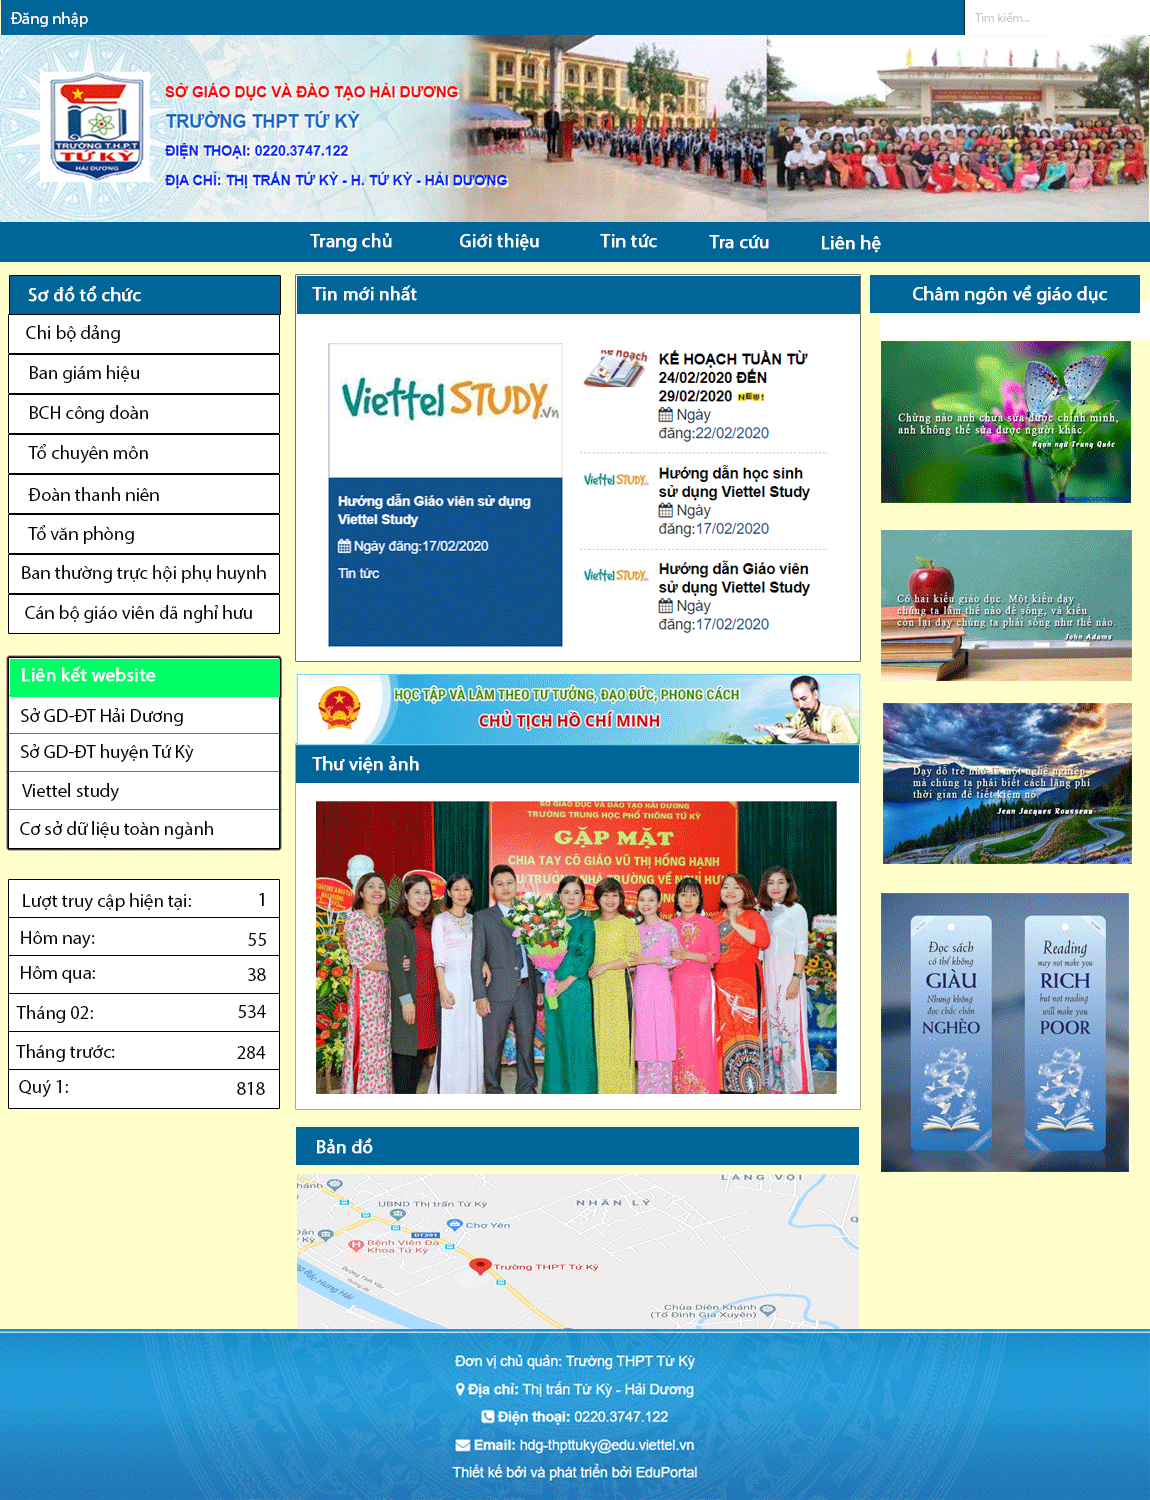 Đăng nhập
Tìm kiếm...
SỞ GIÁO DỤC VÀ ĐÀO TẠO HẢI DƯƠNG
TRƯỜNG THPT TỨ KỲ
ĐIỆN THOẠI: 0220.3747.122
ĐỊA CHỈ: THỊ TRẤN TỨ KỲ - H. TỨ KỲ - HẢI DƯƠNG
TRƯỜNG T.H.P.T
TỨ KỲ
HẢI DƯƠNG
Trang chủ
Giới thiệu
Tin tức
Tra cứu
Liên hệ
Sơ đồ tổ chức
Chi bộ dảng
Ban giám hiệu
BCH công doàn
Tổ chuyên môn
Đoàn thanh niên
Tổ văn phòng
Ban thường trực hội phụ huynh
Cán bộ giáo viên dã nghỉ hưu
Liên kết website
Sở GD-ĐT Hải Dương
Sở GD-ĐT huyện Tứ Kỳ
Viettel study
Cơ sở dữ liệu toàn ngành
Lượt truy cập hiện tại: 1
Hôm nay: 55
Hôm qua: 38
Tháng 02: 534
Tháng trước: 284
Quý 1: 818
Tin mới nhất
ViettelSTUDY.vn
Hướng dẫn Giáo viên sử dụng
Viettel Study
Ngày đăng:17/02/2020
Tin tức
Kế hoạch
KẾ HOẠCH TUẦN TỪ
24/02/2020 ĐẾN
29/02/2020 NEW!
Ngày
đăng:22/02/2020
ViettelSTUDY.vn
Hướng dẫn học sinh
sử dụng Viettel Study
Ngày
đăng:17/02/2020
ViettelSTUDY.vn
Hướng dẫn Giáo viên
sử dụng Viettel Study
Ngày
đăng:17/02/2020
HỌC TẬP VÀ LÀM THEO TƯ TƯỞNG, ĐẠO ĐỨC, PHONG CÁCH
CHỦ TỊCH HỒ CHÍ MINH
Thư viện ảnh
SỞ GIÁO DỤC VÀ ĐÀO TẠO HẢI DƯƠNG
TRƯỜNG TRUNG HỌC PHỔ THÔNG TỨ KỲ
GẶP MẶT
CHIA TAY CÔ GIÁO VŨ THỊ HỒNG HẠNH
NHÀ TRƯỜNG VỀ NGHỈ HƯU
Bản đồ
LÀNG VỌI
Khánh
UBND Thị trấn Tứ Kỳ
NHÂN LÝ
Chợ Yên
DT391
Bệnh Viện Đa
Khoa Tứ Kỳ
Trường THPT Tứ Kỳ
Sông Bắc Hưng Hải
Chùa Diên Khánh
(Tổ Đình Gia Xuyên)
Châm ngôn về giáo dục
Chừng nào anh chưa sửa được chính mình,
anh không thể sửa được người khác.
Ngạn ngữ Trung Quốc
Có hai kiểu giáo dục. Một kiểu dạy
chúng ta làm thế nào để sống, và kiểu
còn lại dạy chúng ta phải sống như thế nào.
John Adams
Dạy dỗ trẻ nhỏ là một nghề nghiệp
mà chúng ta phải biết cách lãng phí
thời gian để tiết kiệm nó.
Jean Jacques Rousseau
Đọc sách
có thể không
GIÀU
Nhưng không
đọc chắc chắn
NGHÈO
Reading
may not make you
RICH
but not reading
will make you
POOR
Đơn vị chủ quản: Trường THPT Tứ Kỳ
Địa chỉ: Thị trấn Tứ Kỳ - Hải Dương
Điện thoại: 0220.3747.122
Email: hdg-thpttuky@edu.viettel.vn
Thiết kế bởi và phát triển bởi EduPortal